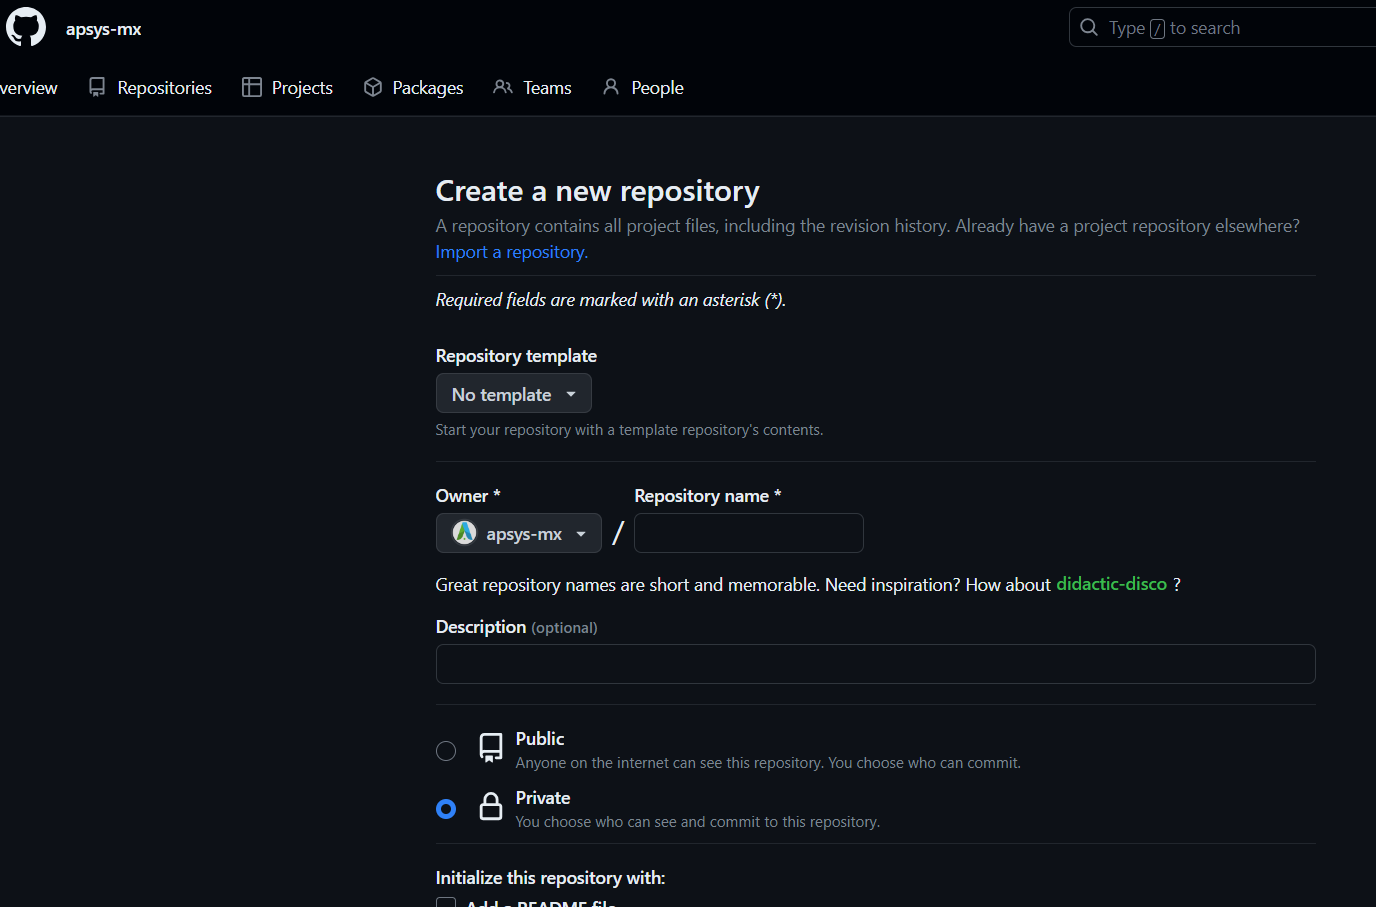 apsys-mx
Type / to search
verview Repositories Projects Packages Teams People
Create a new repository
A repository contains all project files, including the revision history. Already have a project repository elsewhere?
Import a repository.
Required fields are marked with an asterisk (*).
Repository template
No template
Start your repository with a template repository's contents.
Owner * Repository name *
apsys-mx /
Great repository names are short and memorable. Need inspiration? How about didactic-disco ?
Description (optional)
Public
Anyone on the internet can see this repository. You choose who can commit.
Private
You choose who can see and commit to this repository.
Initialize this repository with:
Add a README file